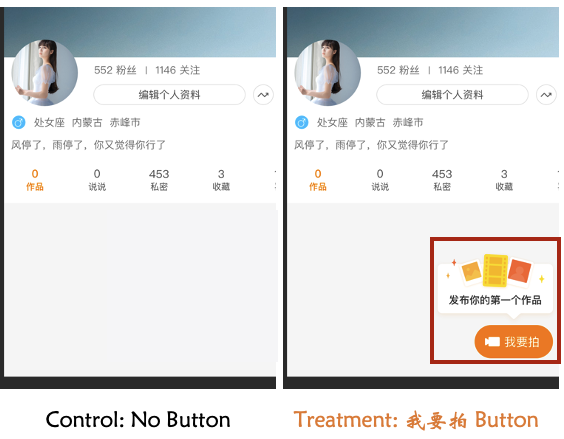 552 粉丝 | 1146 关注
编辑个人资料
处女座 内蒙古 赤峰市
风停了，雨停了，你又觉得你行了
0 0 453 3
作品 说说 私密 收藏
552 粉丝 | 1146 关注
编辑个人资料
处女座 内蒙古 赤峰市
风停了，雨停了，你又觉得你行了
0 0 453 3
作品 说说 私密 收藏
发布你的第一个作品
我要拍
Control: No Button
Treatment: 我要拍 Button